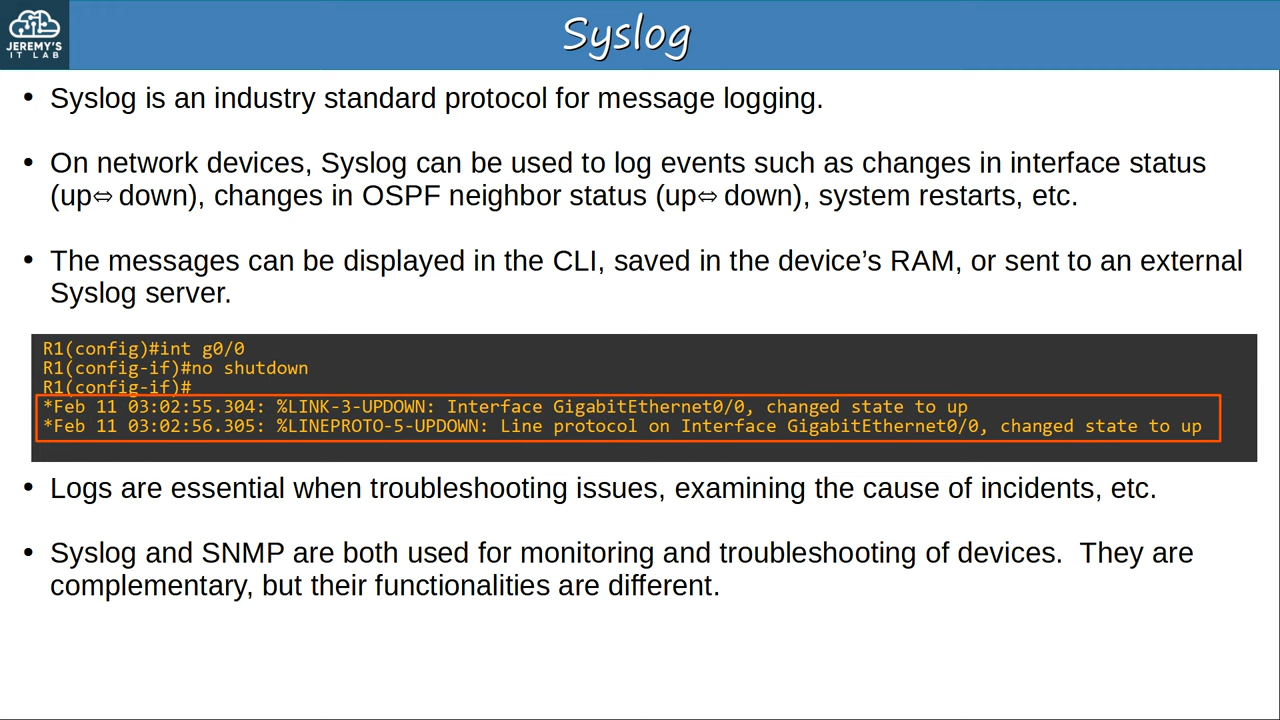 JEREMY'S
IT LAB
Syslog
• Syslog is an industry standard protocol for message logging.
• On network devices, Syslog can be used to log events such as changes in interface status
(up⇔down), changes in OSPF neighbor status (up⇔down), system restarts, etc.
• The messages can be displayed in the CLI, saved in the device’s RAM, or sent to an external
Syslog server.
R1(config)#int g0/0
R1(config-if)#no shutdown
R1(config-if)#
*Feb 11 03:02:55.304: %LINK-3-UPDOWN: Interface GigabitEthernet0/0, changed state to up
*Feb 11 03:02:56.305: %LINEPROTO-5-UPDOWN: Line protocol on Interface GigabitEthernet0/0, changed state to up
• Logs are essential when troubleshooting issues, examining the cause of incidents, etc.
• Syslog and SNMP are both used for monitoring and troubleshooting of devices.  They are
complementary, but their functionalities are different.